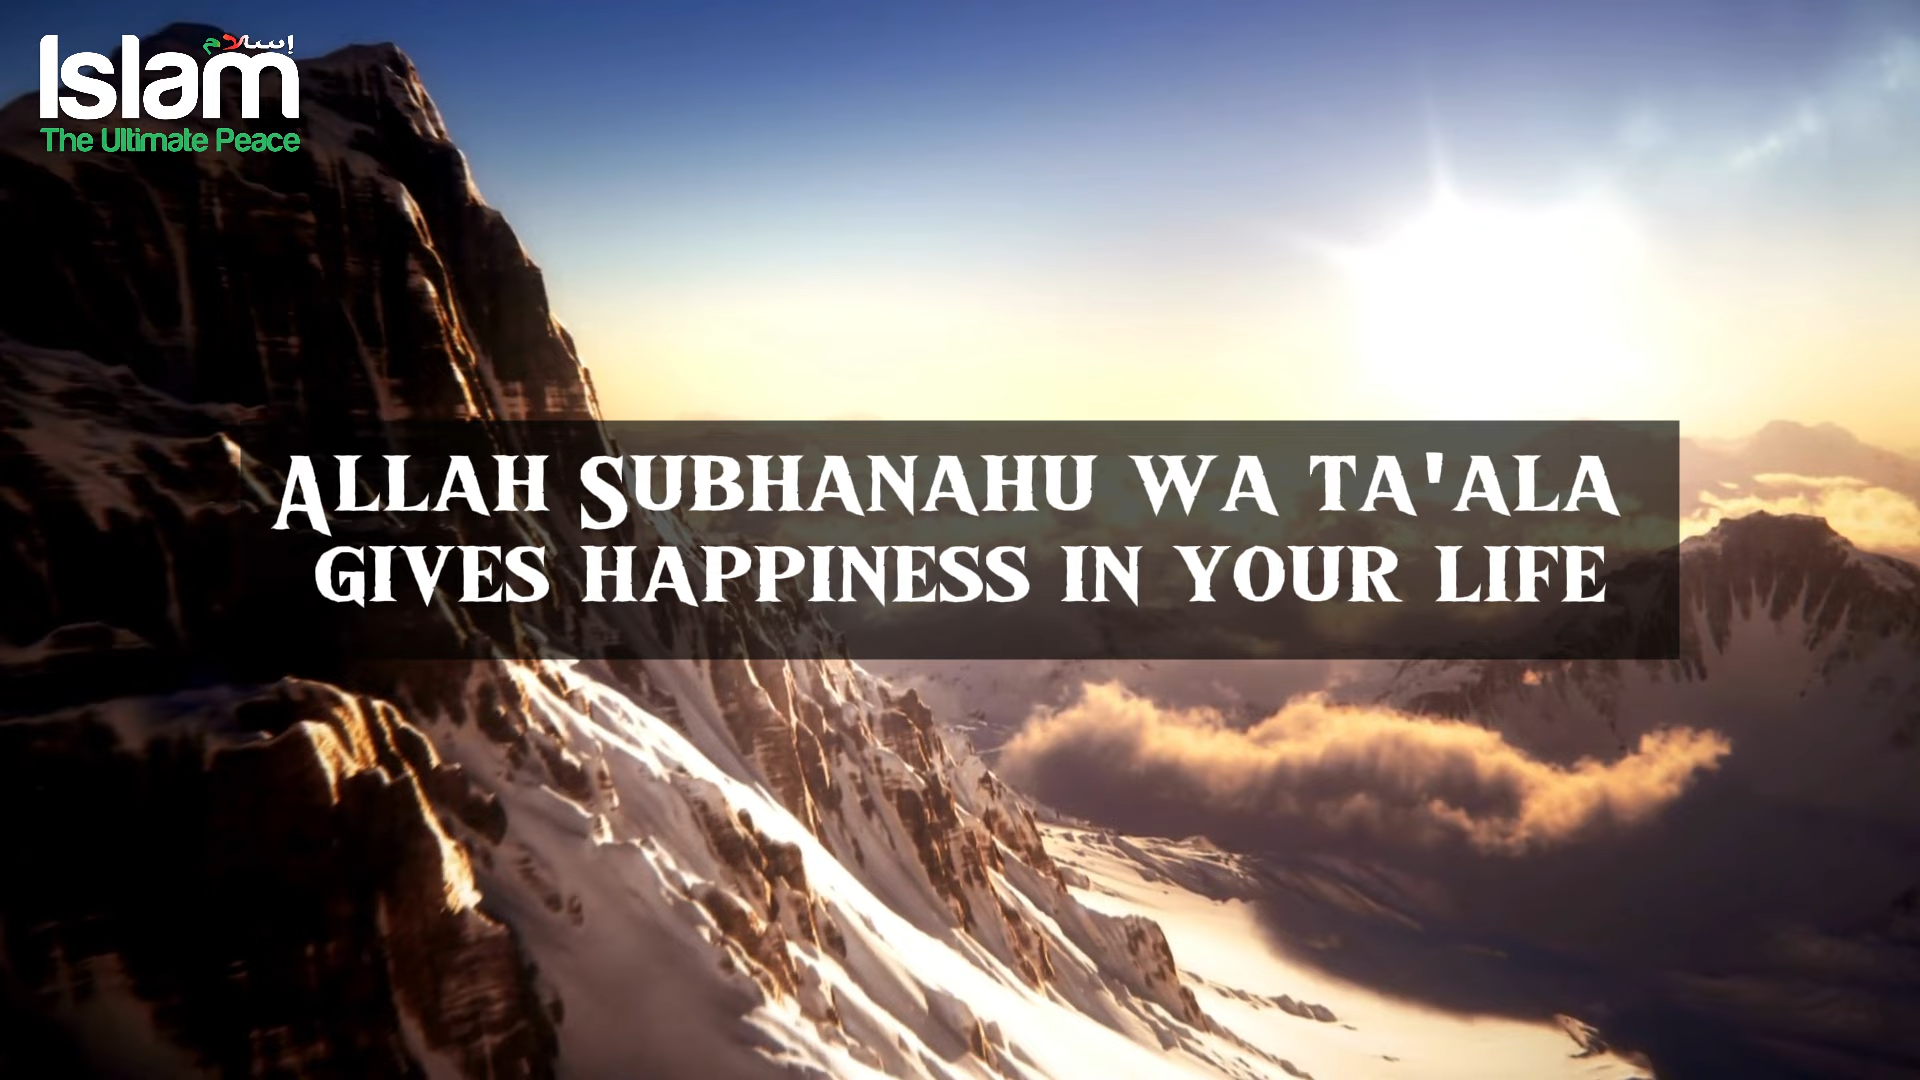 إسلام
Islam
The Ultimate Peace
Allah Subhanahu wa ta'ala
gives happiness in your life